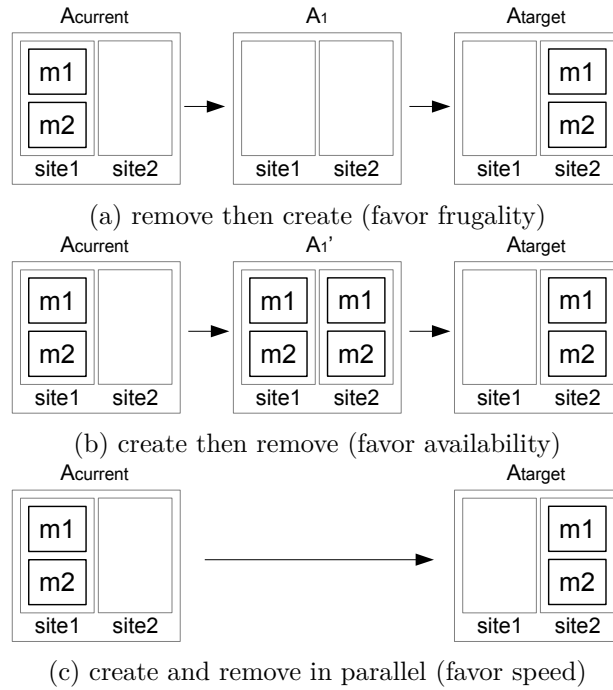 Acurrent A1 Atarget
m1 m1
m2 m2
site1 site2 site1 site2 site1 site2
(a) remove then create (favor frugality)
Acurrent A1' Atarget
m1 m1 m1 m1
m2 m2 m2 m2
site1 site2 site1 site2 site1 site2
(b) create then remove (favor availability)
Acurrent Atarget
m1 m1
m2 m2
site1 site2 site1 site2
(c) create and remove in parallel (favor speed)